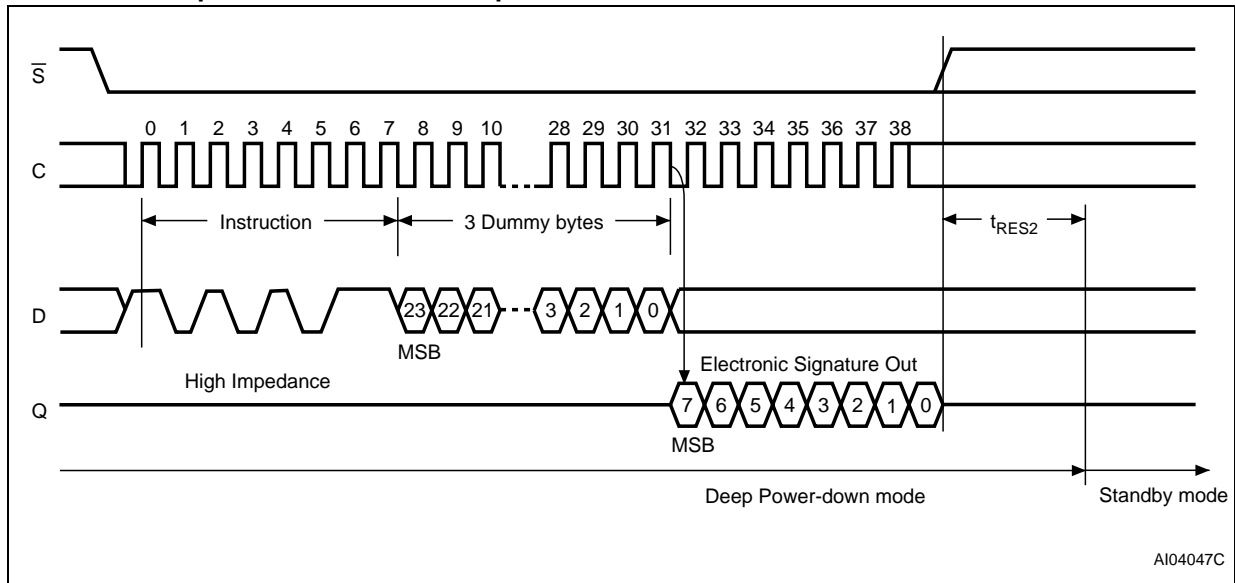 S
0 1 2 3 4 5 6 7 8 9 10 28 29 30 31 32 33 34 35 36 37 38
C
Instruction 3 Dummy bytes tRES2
D
23 22 21 3 2 1 0
MSB
High Impedance Electronic Signature Out
Q
7 6 5 4 3 2 1 0
MSB
Deep Power-down mode Standby mode
AI04047C